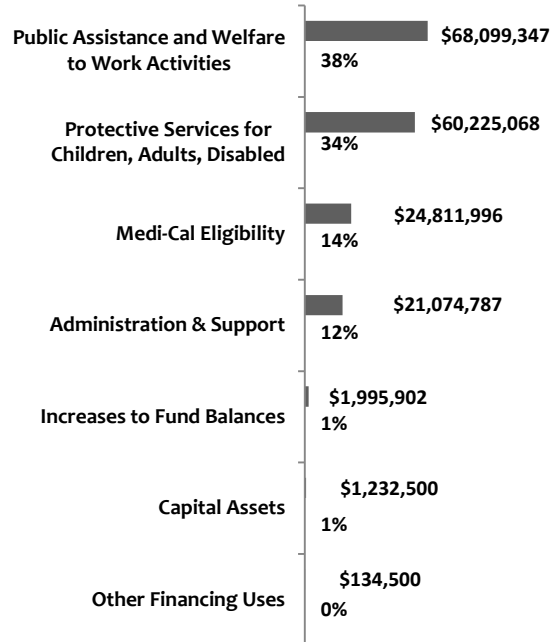 Public Assistance and Welfare
to Work Activities
$68,099,347
38%
Protective Services for
Children, Adults, Disabled
$60,225,068
34%
Medi-Cal Eligibility
$24,811,996
14%
Administration & Support
$21,074,787
12%
Increases to Fund Balances
$1,995,902
1%
Capital Assets
$1,232,500
1%
Other Financing Uses
$134,500
0%